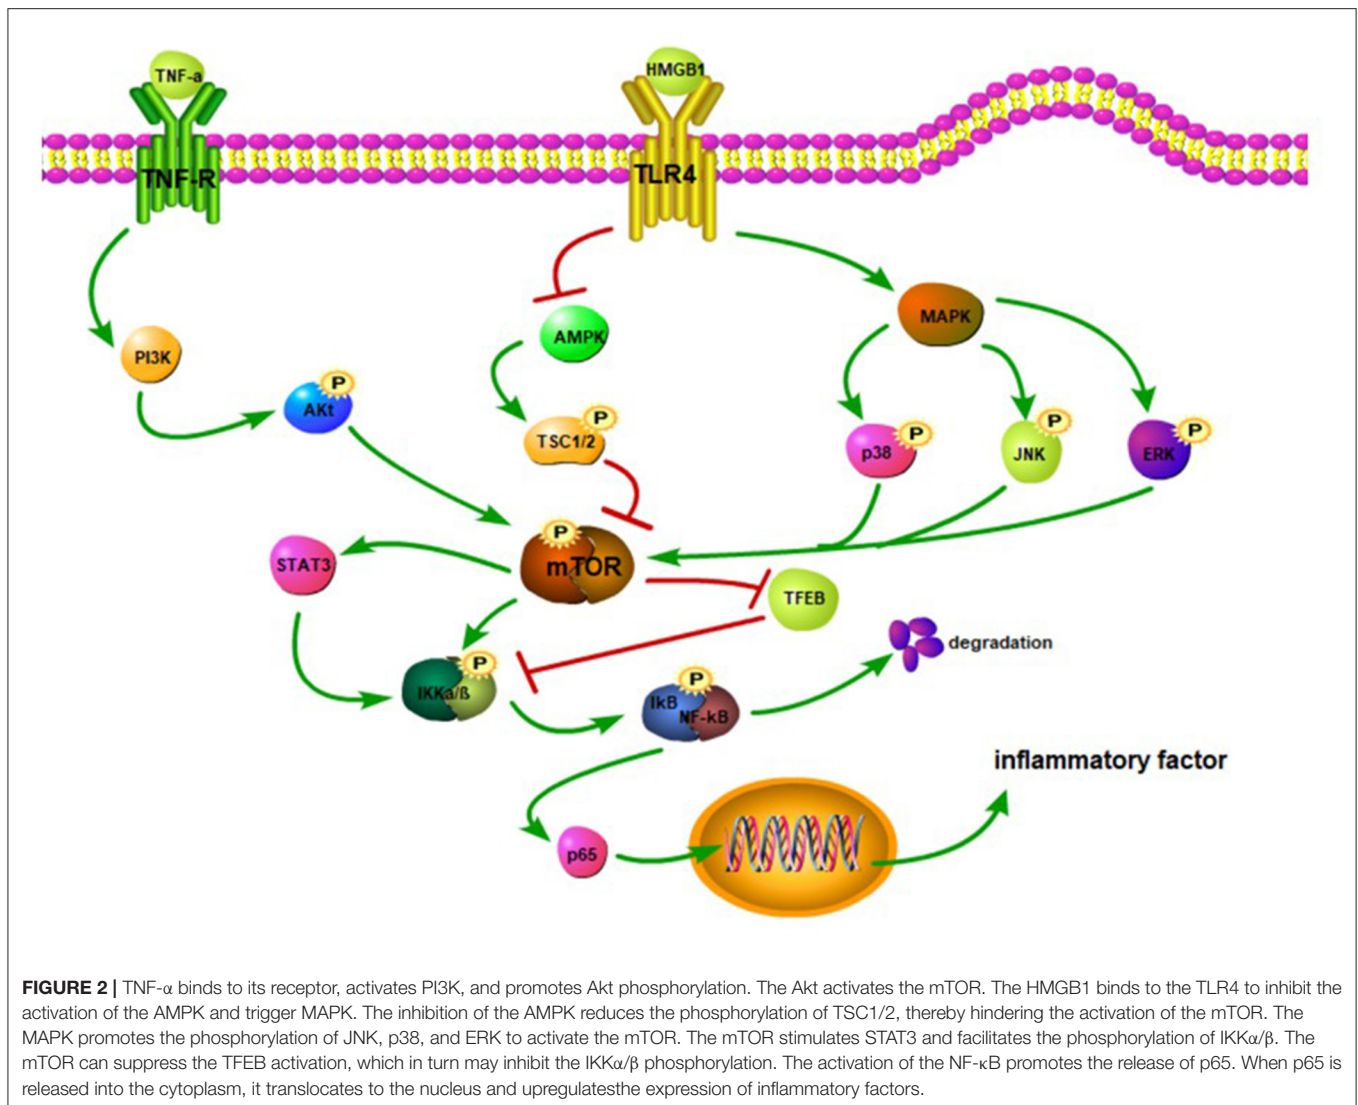 TNF-a
HMGB1
TNF-R
TLR4
MAPK
AMPK
PI3K
P
AKt
P
TSC1/2
P
p38
P
JNK
P
ERK
P
mTOR
STAT3
TFEB
degradation
P
IKKa/ß
P
IkB
NF-kB
inflammatory factor
p65
FIGURE 2 | TNF-α binds to its receptor, activates PI3K, and promotes Akt phosphorylation. The Akt activates the mTOR. The HMGB1 binds to the TLR4 to inhibit the
activation of the AMPK and trigger MAPK. The inhibition of the AMPK reduces the phosphorylation of TSC1/2, thereby hindering the activation of the mTOR. The
MAPK promotes the phosphorylation of JNK, p38, and ERK to activate the mTOR. The mTOR stimulates STAT3 and facilitates the phosphorylation of IKKα/β. The
mTOR can suppress the TFEB activation, which in turn may inhibit the IKKα/β phosphorylation. The activation of the NF-κB promotes the release of p65. When p65 is
released into the cytoplasm, it translocates to the nucleus and upregulatesthe expression of inflammatory factors.